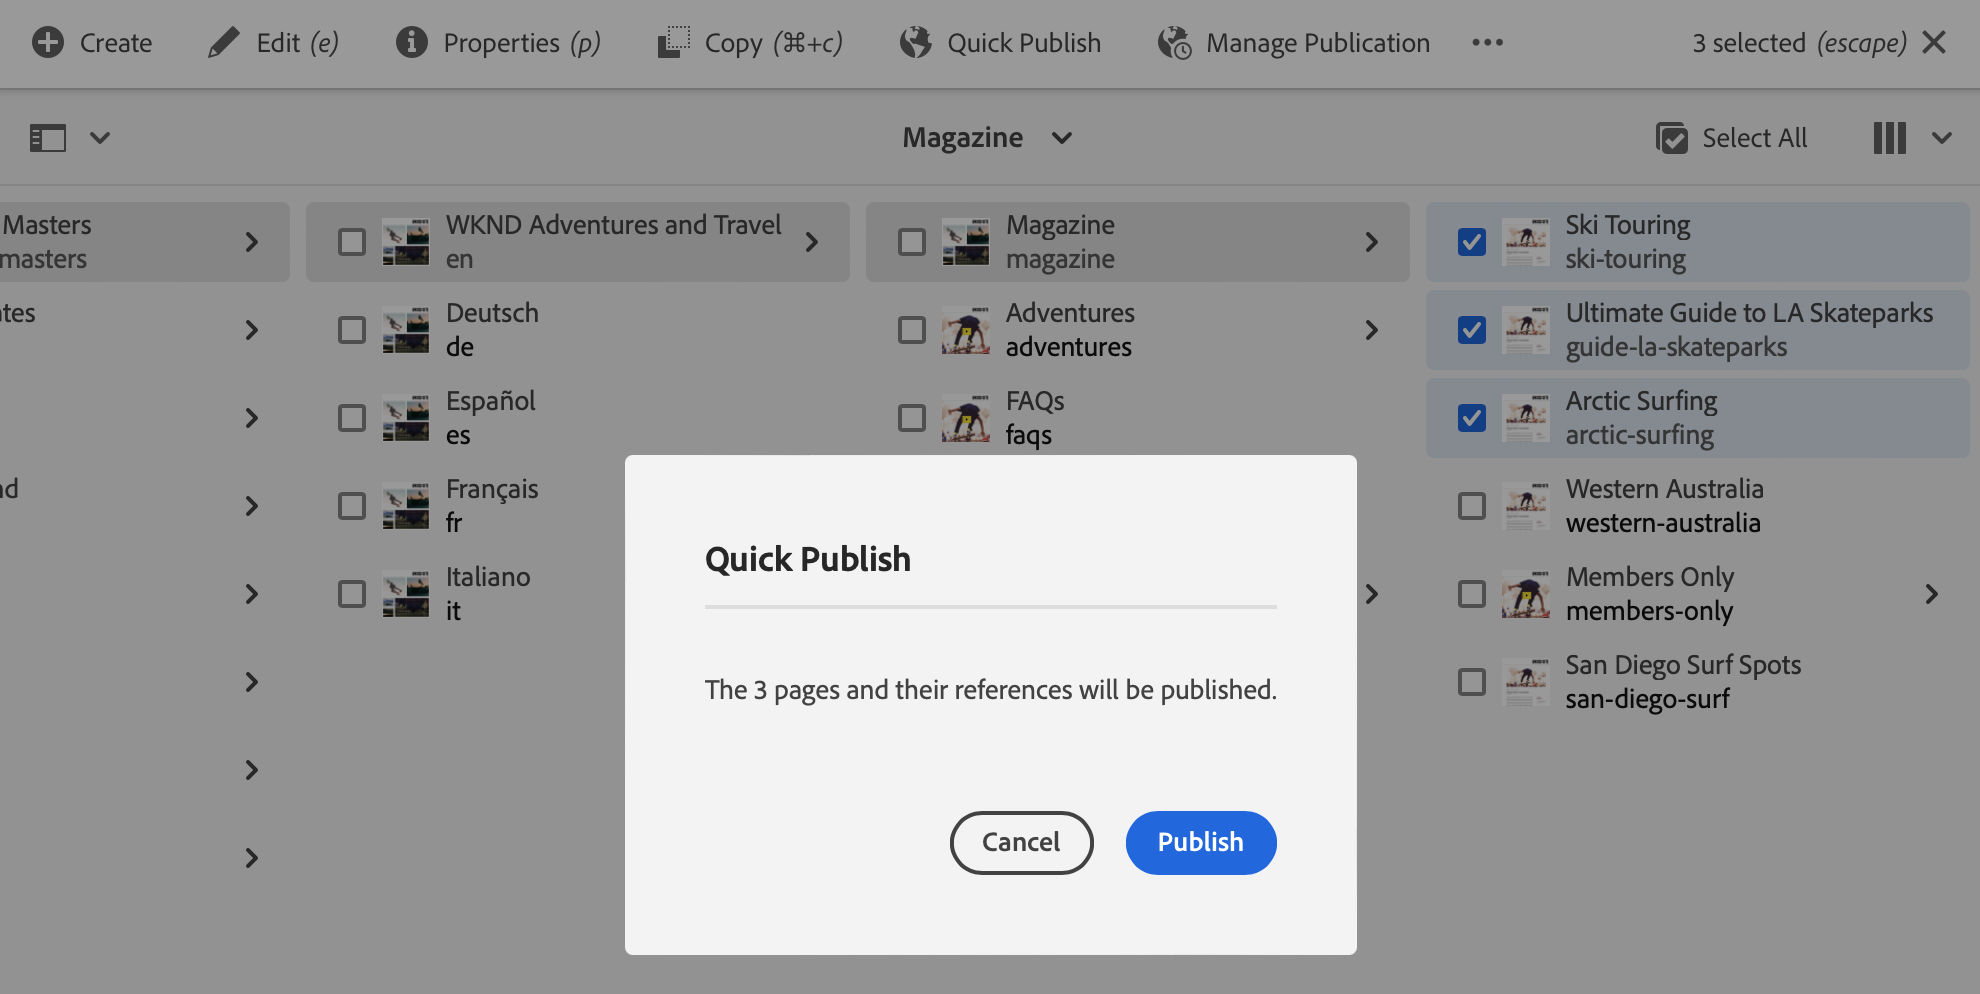 Create
Edit (e)
Properties (p)
Copy (⌘+c)
Quick Publish
Manage Publication
3 selected (escape)
Magazine
Select All
Masters
masters
WKND Adventures and Travel
en
Deutsch
de
Español
es
Français
fr
Italiano
it
Magazine
magazine
Adventures
adventures
FAQs
faqs
Ski Touring
ski-touring
Ultimate Guide to LA Skateparks
guide-la-skateparks
Arctic Surfing
arctic-surfing
Western Australia
western-australia
Members Only
members-only
San Diego Surf Spots
san-diego-surf
Quick Publish
The 3 pages and their references will be published.
Cancel
Publish